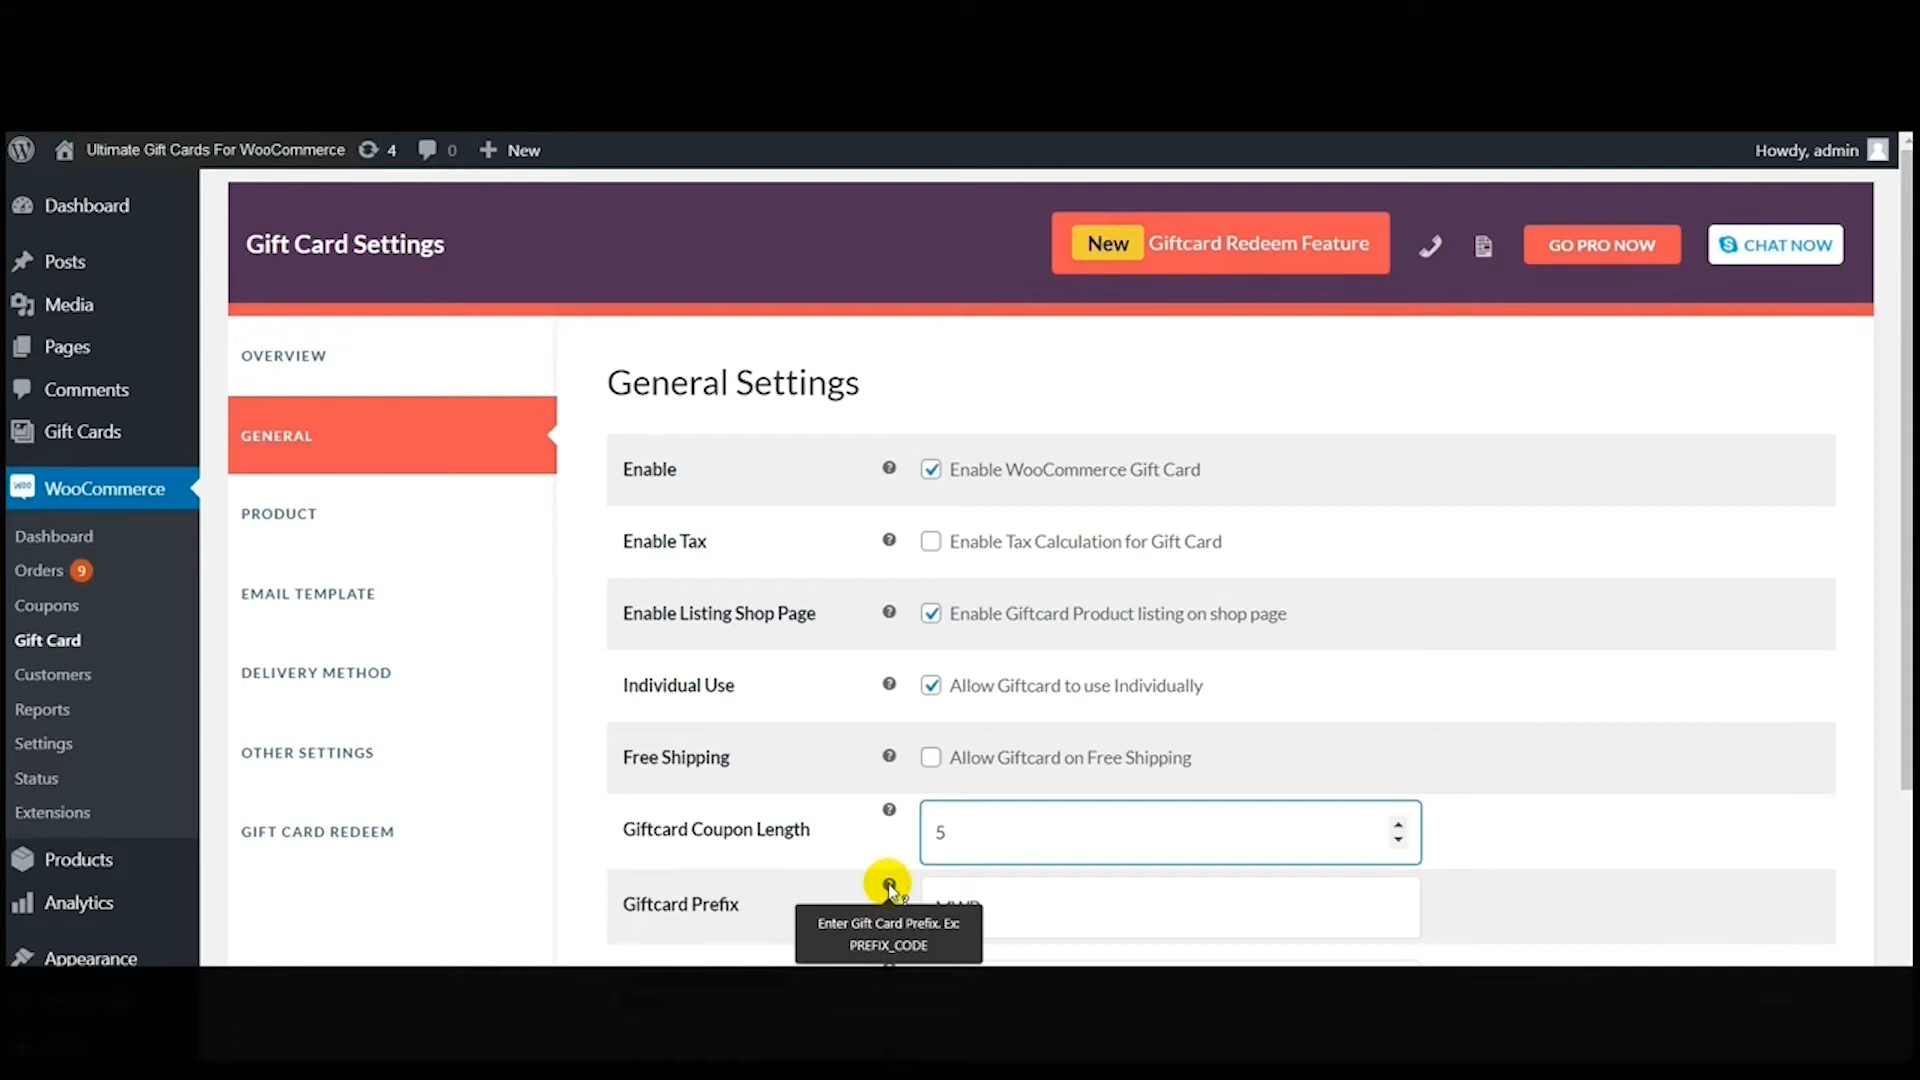 Ultimate Gift Cards For WooCommerce 4 0 New Howdy, admin
Dashboard
Posts
Media
Pages
Comments
Gift Cards
WooCommerce
Dashboard
Orders 9
Coupons
Gift Card
Customers
Reports
Settings
Status
Extensions
Products
Analytics
Appearance
Gift Card Settings
New Giftcard Redeem Feature
GO PRO NOW
CHAT NOW
OVERVIEW
GENERAL
PRODUCT
EMAIL TEMPLATE
DELIVERY METHOD
OTHER SETTINGS
GIFT CARD REDEEM
General Settings
Enable Enable WooCommerce Gift Card
Enable Tax Enable Tax Calculation for Gift Card
Enable Listing Shop Page Enable Giftcard Product listing on shop page
Individual Use Allow Giftcard to use Individually
Free Shipping Allow Giftcard on Free Shipping
Giftcard Coupon Length 5
Giftcard Prefix
Enter Gift Card Prefix. Ex:
PREFIX_CODE